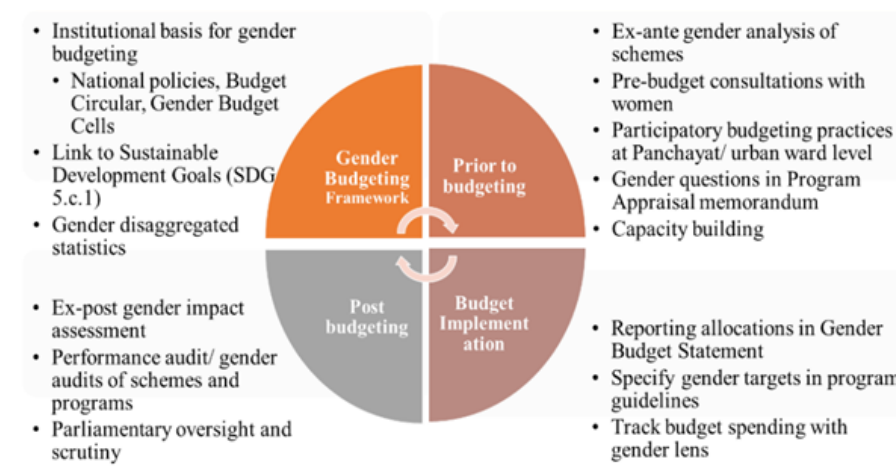 • Institutional basis for gender
budgeting
• National policies, Budget
Circular, Gender Budget
Cells
• Link to Sustainable
Development Goals (SDG
5.c.1)
• Gender disaggregated
statistics
Gender
Budgeting
Framework
Prior to
budgeting
• Ex-ante gender analysis of
schemes
• Pre-budget consultations with
women
• Participatory budgeting practices
at Panchayat/ urban ward level
• Gender questions in Program
Appraisal memorandum
• Capacity building
• Ex-post gender impact
assessment
• Performance audit/ gender
audits of schemes and
programs
• Parliamentary oversight and
scrutiny
Post
budgeting
Budget
Implement
ation
• Reporting allocations in Gender
Budget Statement
• Specify gender targets in program
guidelines
• Track budget spending with
gender lens